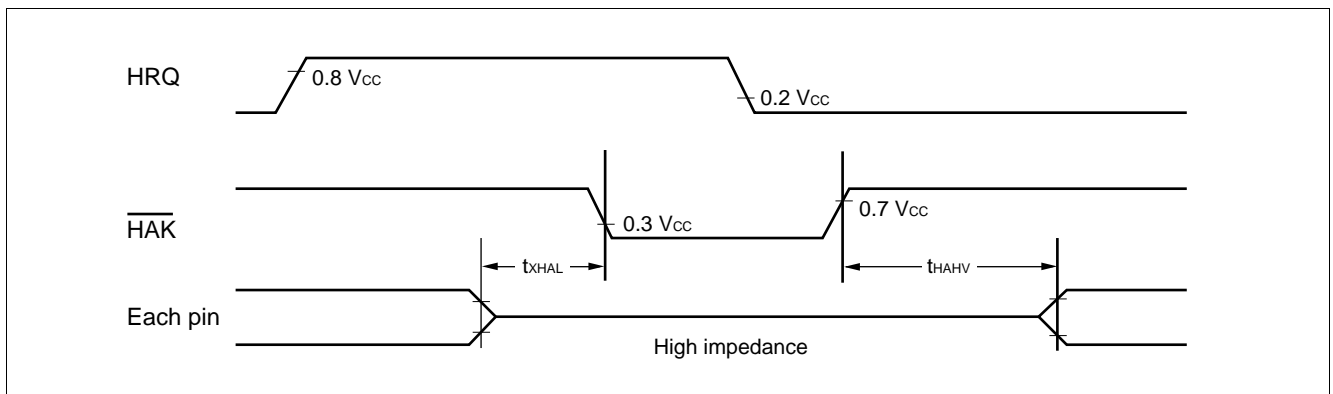 HRQ
0.8 Vcc
0.2 Vcc
HAK
0.3 Vcc
0.7 Vcc
tXHAL
tHAHV
Each pin
High impedance